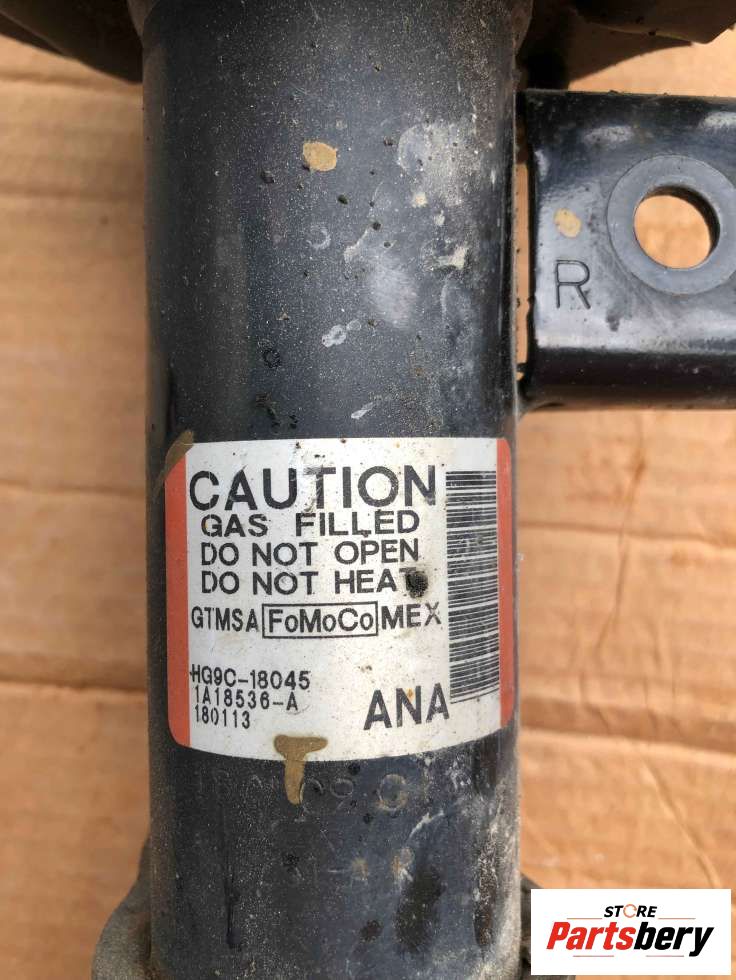 R
CAUTION
GAS FILLED
DO NOT OPEN
DO NOT HEAT
GTMSA FoMoCo MEX
HG9C-18045
1A18536-A
180113
ANA
STORE
Partsbery